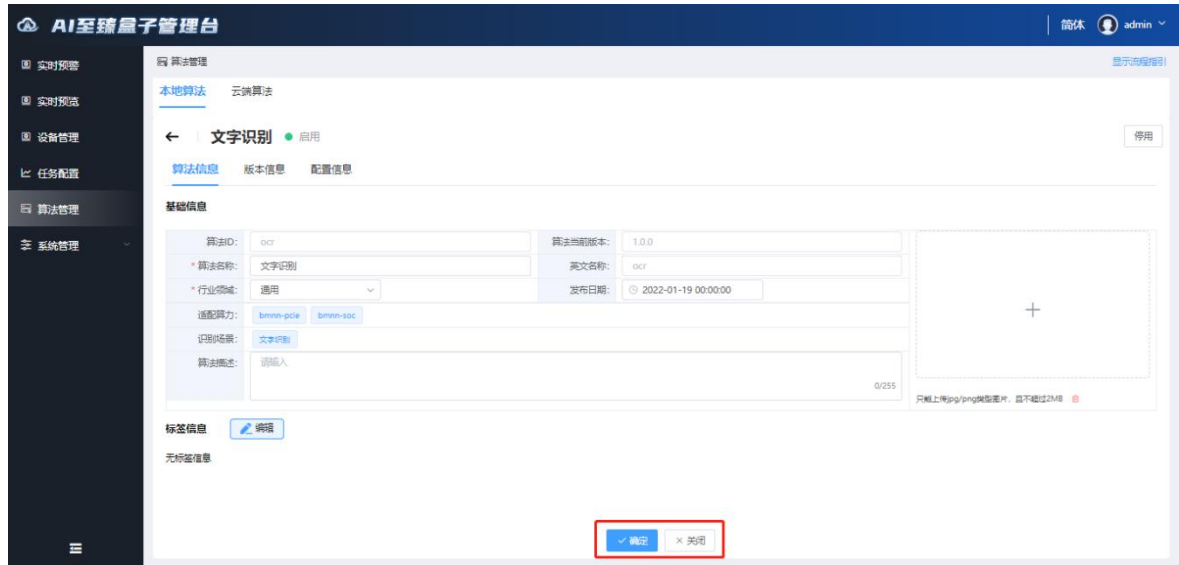 AI至臻盒子管理台
简体 admin
实时预警
实时预览
设备管理
任务配置
算法管理
系统管理
算法管理 显示流程指引
本地算法 云端算法
文字识别 启用 停用
算法信息 版本信息 配置信息
基础信息
算法ID: ocr 算法当前版本: 1.0.0
* 算法名称: 文字识别 英文名称: ocr
* 行业领域: 通用 发布日期: 2022-01-19 00:00:00
适配算力: bmnn-pcie bmnn-soc
识别场景: 文字识别
算法描述: 请输入
0/255
只能上传jpg/png类型图片，且不超过2MB
标签信息 编辑
无标签信息
确定 关闭